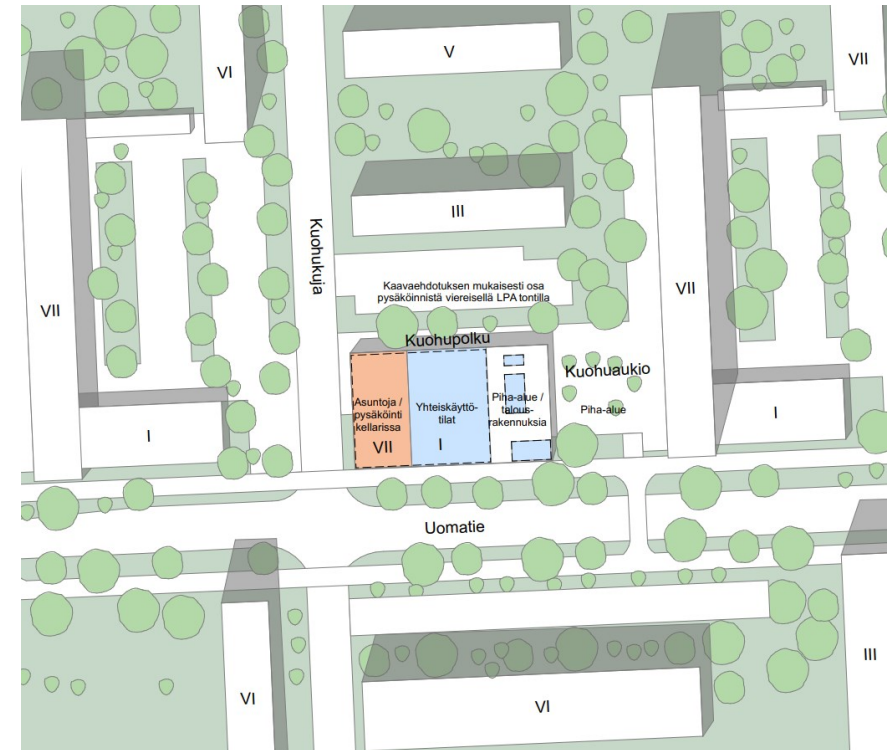 V
VI
VII
Kuohukuja
III
VII
VII
Kaavaehdotuksen mukaisesti osa
pysäköinnistä viereisellä LPA tontilla
Kuohupolku
Kuohuaukio
Asuntoja /
pysäköinti
kellarissa
VII
Yhteiskäyttö-
tilat
I
Piha-alue /
talous-
rakennuksia
Piha-alue
I
I
Uomatie
III
VI
VI